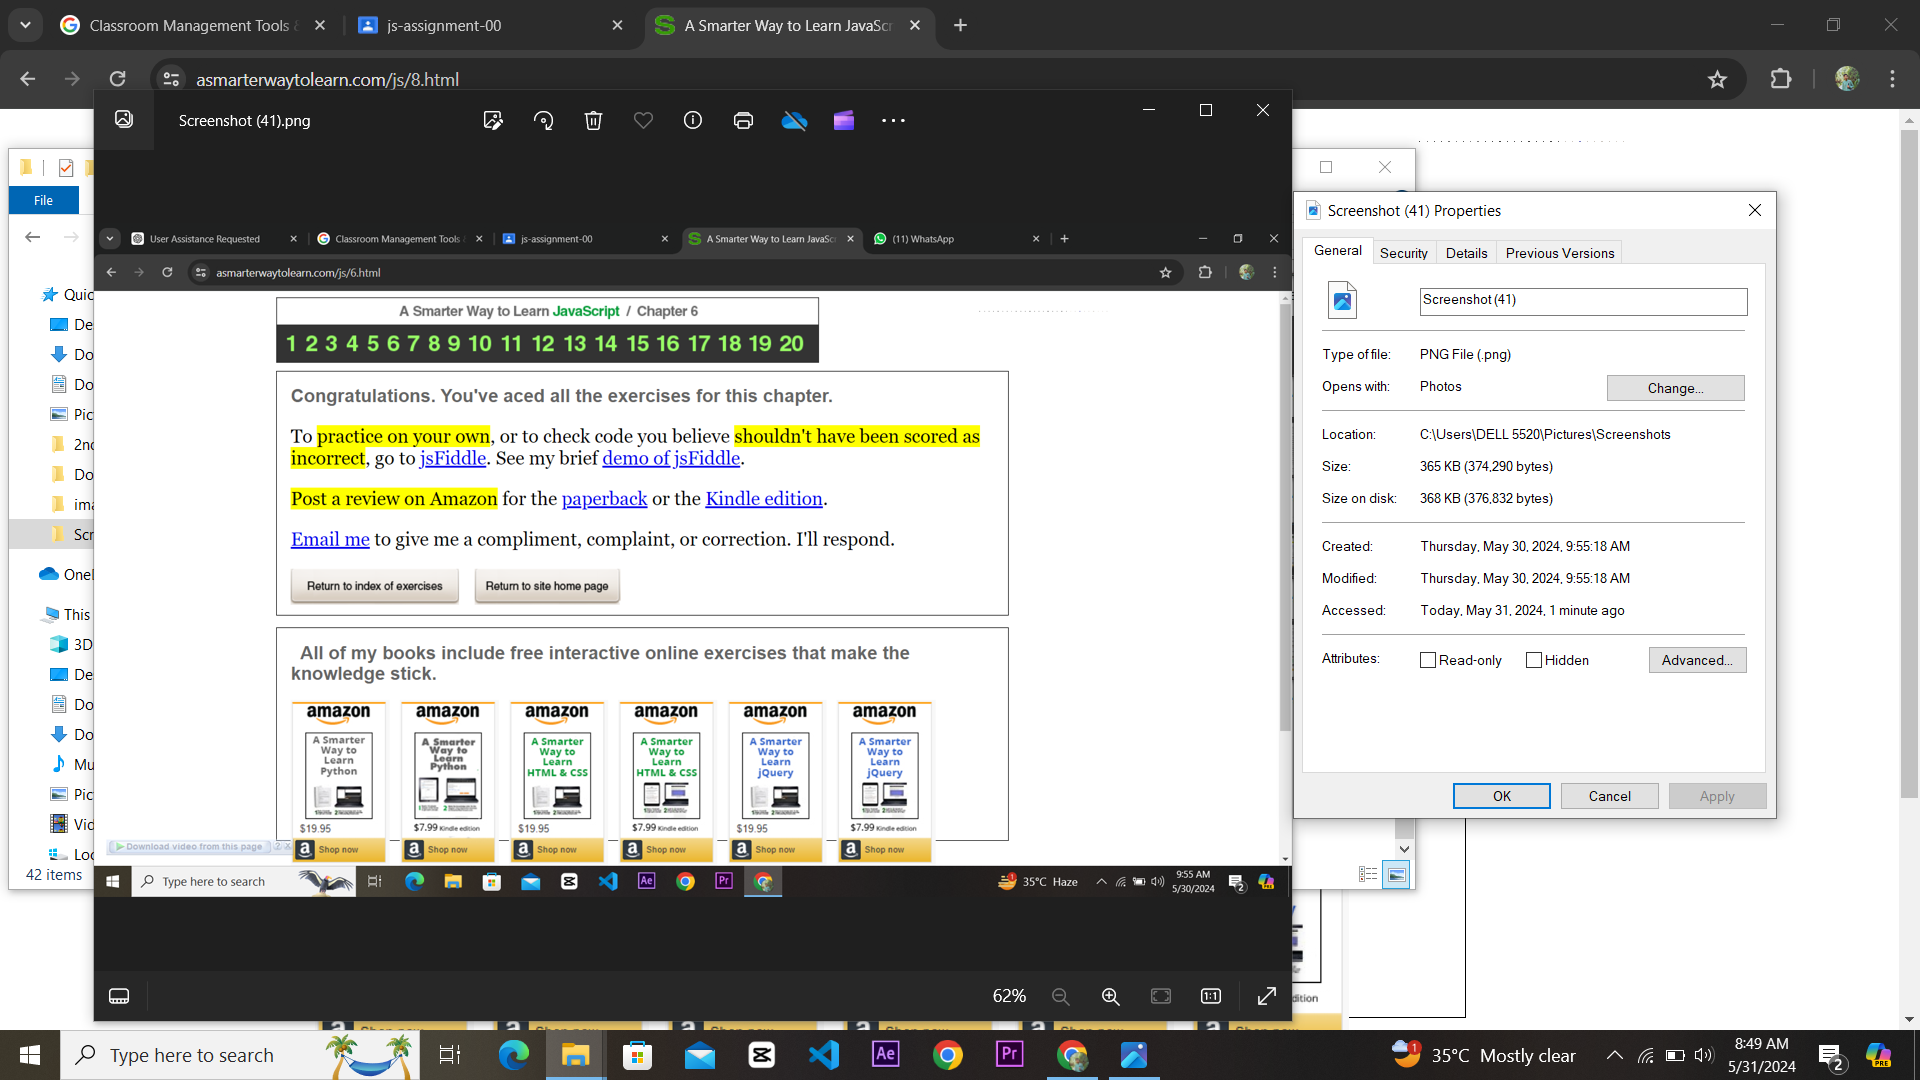 Classroom Management Tools &
js-assignment-00
A Smarter Way to Learn JavaScr
asmarterwaytolearn.com/js/8.html
Screenshot (41).png
File
Quic
De
Do
Do
Pic
2nd
Do
ima
Scr
OneD
This
3D
De
Do
Do
Mu
Pic
Vid
Loc
42 items
User Assistance Requested
Classroom Management Tools &
js-assignment-00
A Smarter Way to Learn JavaScr
(11) WhatsApp
asmarterwaytolearn.com/js/6.html
A Smarter Way to Learn JavaScript / Chapter 6
1 2 3 4 5 6 7 8 9 10 11 12 13 14 15 16 17 18 19 20
Congratulations. You've aced all the exercises for this chapter.
To practice on your own, or to check code you believe shouldn't have been scored as
incorrect, go to jsFiddle. See my brief demo of jsFiddle.
Post a review on Amazon for the paperback or the Kindle edition.
Email me to give me a compliment, complaint, or correction. I'll respond.
Return to index of exercises
Return to site home page
All of my books include free interactive online exercises that make the
knowledge stick.
amazon amazon amazon amazon amazon amazon
A Smarter Way to Learn Python
A Smarter Way to Learn Python
A Smarter Way to Learn HTML & CSS
A Smarter Way to Learn HTML & CSS
A Smarter Way to Learn jQuery
A Smarter Way to Learn jQuery
$19.95 $7.99 Kindle edition $19.95 $7.99 Kindle edition $19.95 $7.99 Kindle edition
Shop now Shop now Shop now Shop now Shop now Shop now
Download video from this page
Type here to search
Ae
Pr
35°C Haze
9:55 AM
5/30/2024
2
62%
1:1
Screenshot (41) Properties
General
Security
Details
Previous Versions
Screenshot (41)
Type of file: PNG File (.png)
Opens with: Photos
Change...
Location: C:\Users\DELL 5520\Pictures\Screenshots
Size: 365 KB (374,290 bytes)
Size on disk: 368 KB (376,832 bytes)
Created: Thursday, May 30, 2024, 9:55:18 AM
Modified: Thursday, May 30, 2024, 9:55:18 AM
Accessed: Today, May 31, 2024, 1 minute ago
Attributes:
Read-only
Hidden
Advanced...
OK
Cancel
Apply
dition
Type here to search
Ae
Pr
1
35°C Mostly clear
8:49 AM
5/31/2024
2
PRE